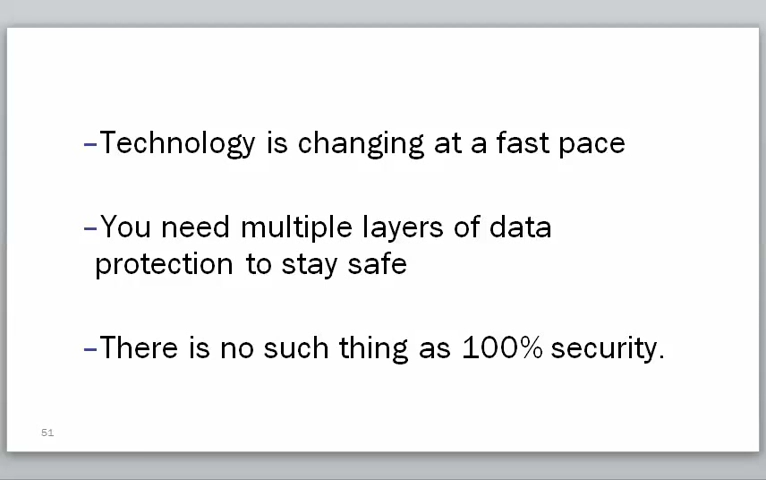 –Technology is changing at a fast pace
–You need multiple layers of data
protection to stay safe
–There is no such thing as 100% security.
51